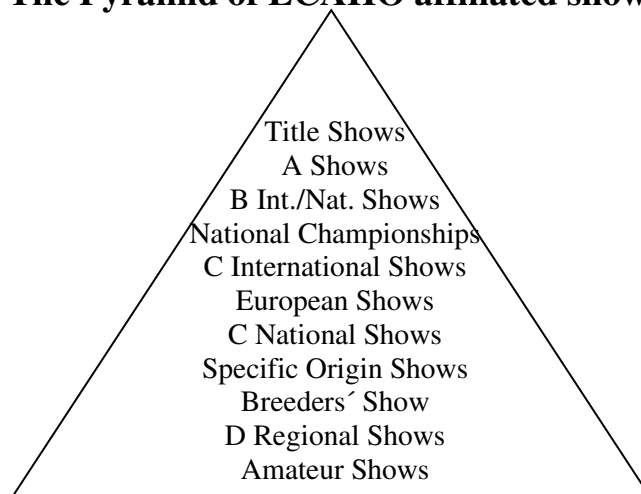 The Pyramid of ECAHO affiliated show
Title Shows
A Shows
B Int./Nat. Shows
National Championships
C International Shows
European Shows
C National Shows
Specific Origin Shows
Breeders´ Show
D Regional Shows
Amateur Shows